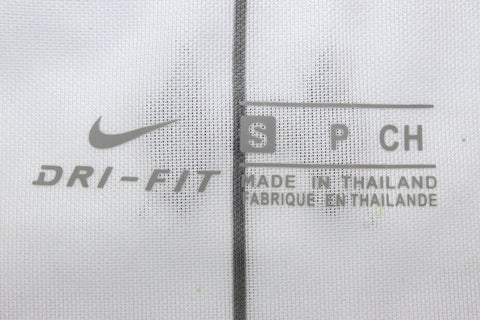 DRI-FIT
S P CH
MADE IN THAILAND
FABRIQUE EN THAILANDE